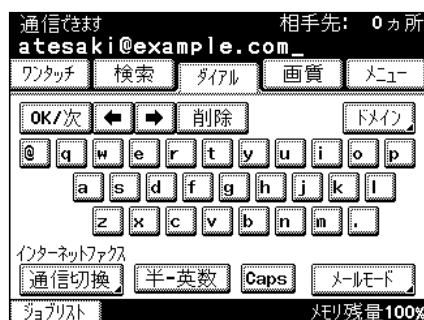 通信できます 相手先: 0ヵ所
atesaki@example.com_
ﾜﾝﾀｯﾁ 検索 ﾀﾞｲｱﾙ 画質 ﾒﾆｭｰ
OK/次 ← → 削除 ﾄﾞﾒｲﾝ
@ q w e r t y u i o p
a s d f g h j k l
z x c v b n m .
ｲﾝﾀｰﾈｯﾄﾌｧｸｽ
通信切換 半-英数 Caps ﾒｰﾙﾓｰﾄﾞ
ｼﾞｮﾌﾞﾘｽﾄ ﾒﾓﾘ残量100%